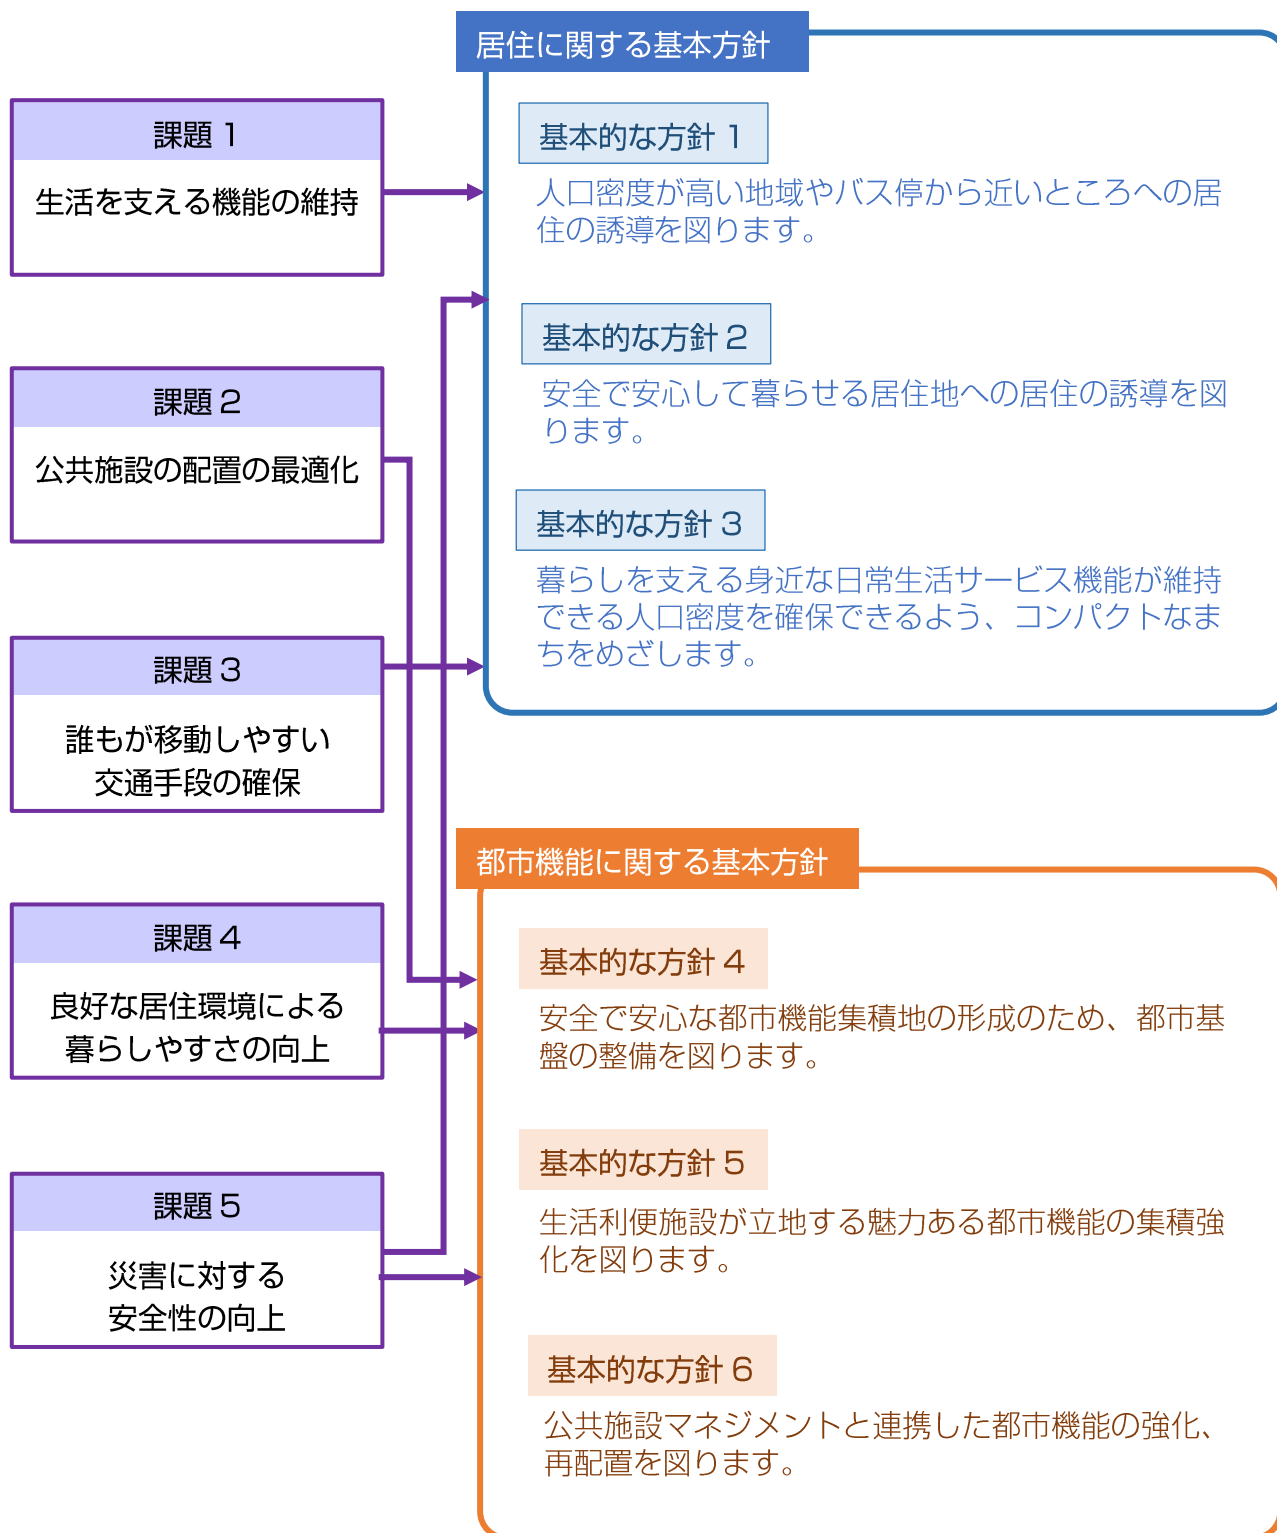 課題１
生活を支える機能の維持
課題２
公共施設の配置の最適化
課題３
誰もが移動しやすい
交通手段の確保
課題４
良好な居住環境による
暮らしやすさの向上
課題５
災害に対する
安全性の向上
居住に関する基本方針
基本的な方針１
人口密度が高い地域やバス停から近いところへの居
住の誘導を図ります。
基本的な方針２
安全で安心して暮らせる居住地への居住の誘導を図
ります。
基本的な方針３
暮らしを支える身近な日常生活サービス機能が維持
できる人口密度を確保できるよう、コンパクトなま
ちをめざします。
都市機能に関する基本方針
基本的な方針４
安全で安心な都市機能集積地の形成のため、都市基
盤の整備を図ります。
基本的な方針５
生活利便施設が立地する魅力ある都市機能の集積強
化を図ります。
基本的な方針６
公共施設マネジメントと連携した都市機能の強化、
再配置を図ります。